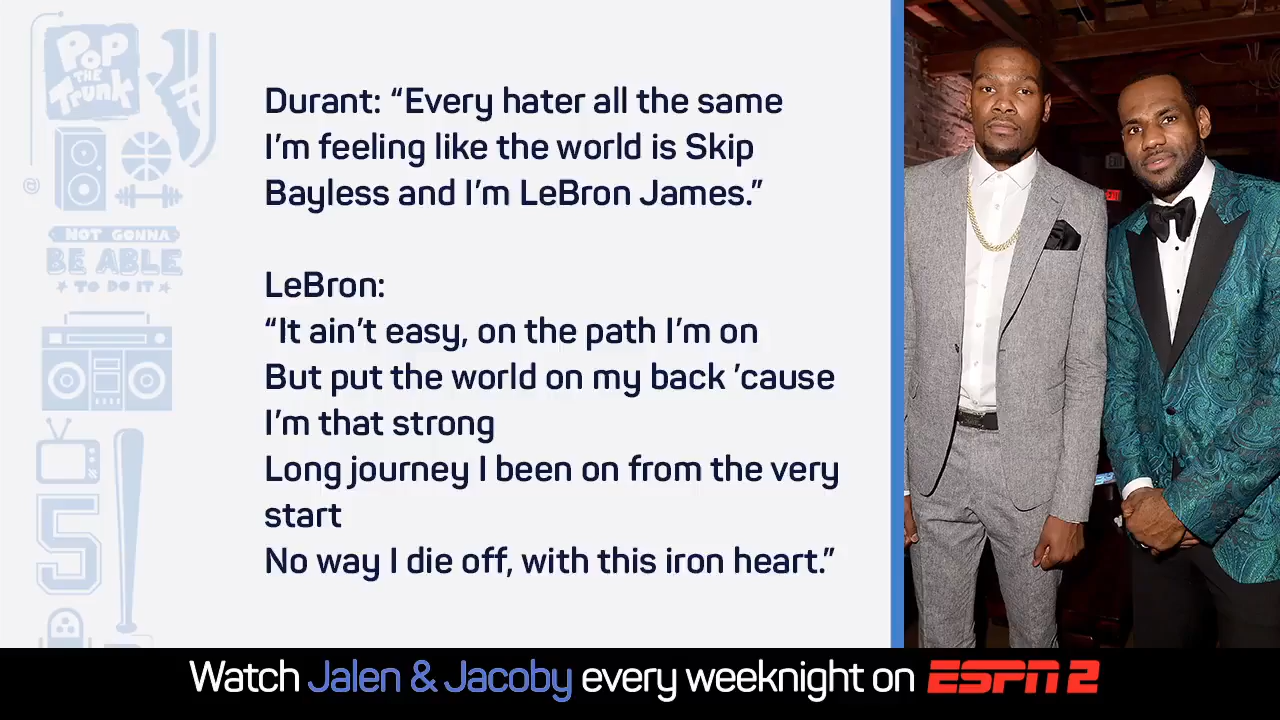 POP
THE
Trunk
@
NOT GONNA
BE ABLE
TO DO IT
5
Durant: “Every hater all the same
I’m feeling like the world is Skip
Bayless and I’m LeBron James.”
LeBron:
“It ain’t easy, on the path I’m on
But put the world on my back ’cause
I’m that strong
Long journey I been on from the very
start
No way I die off, with this iron heart.”
EXIT
EXIT
Watch Jalen & Jacoby every weeknight on ESPN2